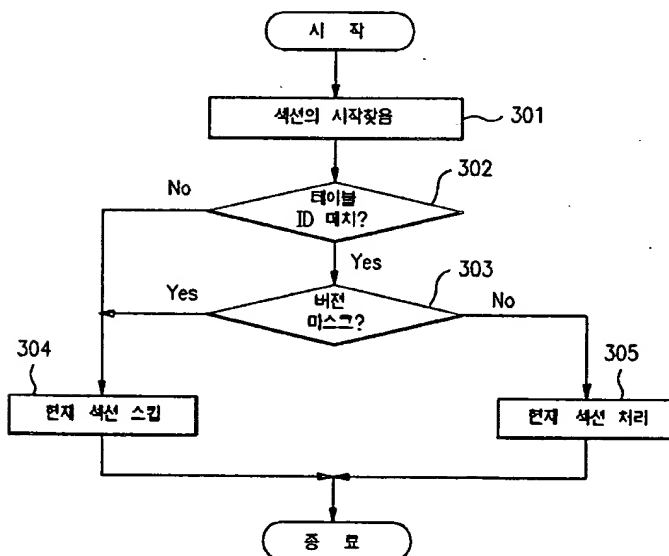 시 작
섹션의 시작찾음
301
302
No
테이블
ID 매치?
Yes
303
Yes
버전
마스크?
No
304
305
현재 섹션 스킵
현재 섹션 처리
종 료